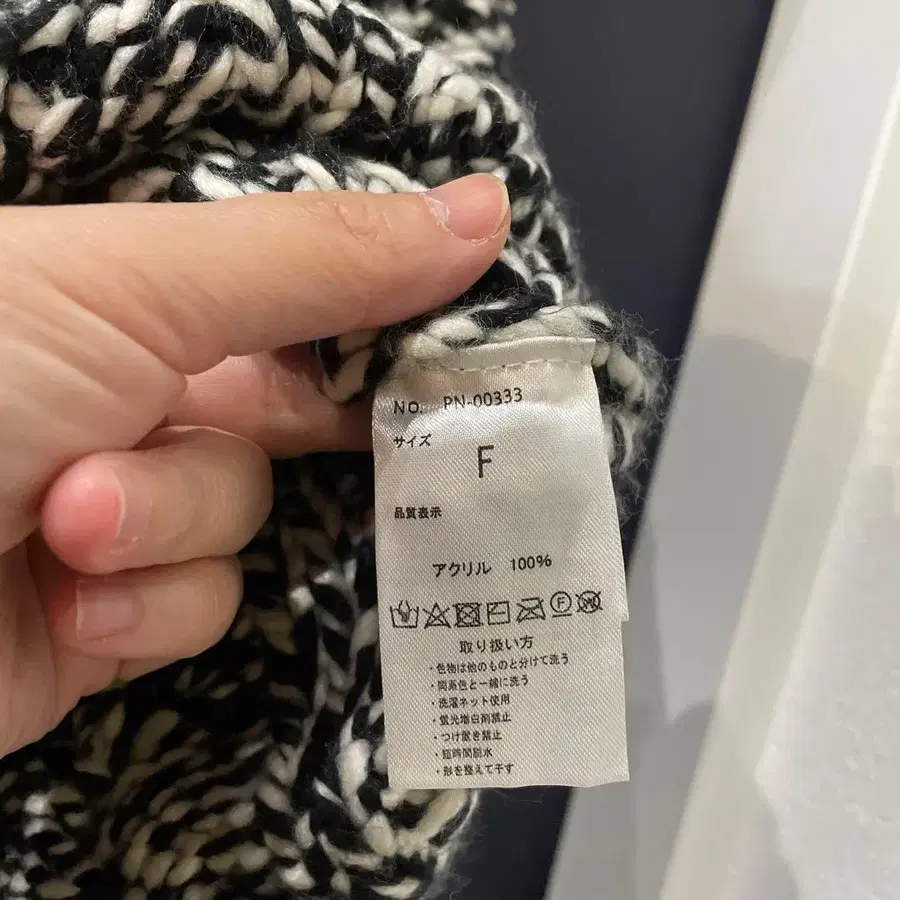 NO. PN-00333
サイズ
F
品質表示
アクリル 100%
取り扱い方
・色物は他のものと分けて洗う
・同系色と一緒に洗う
・洗濯ネット使用
・蛍光増白剤禁止
・つけ置き禁止
・短時間脱水
・形を整えて干す